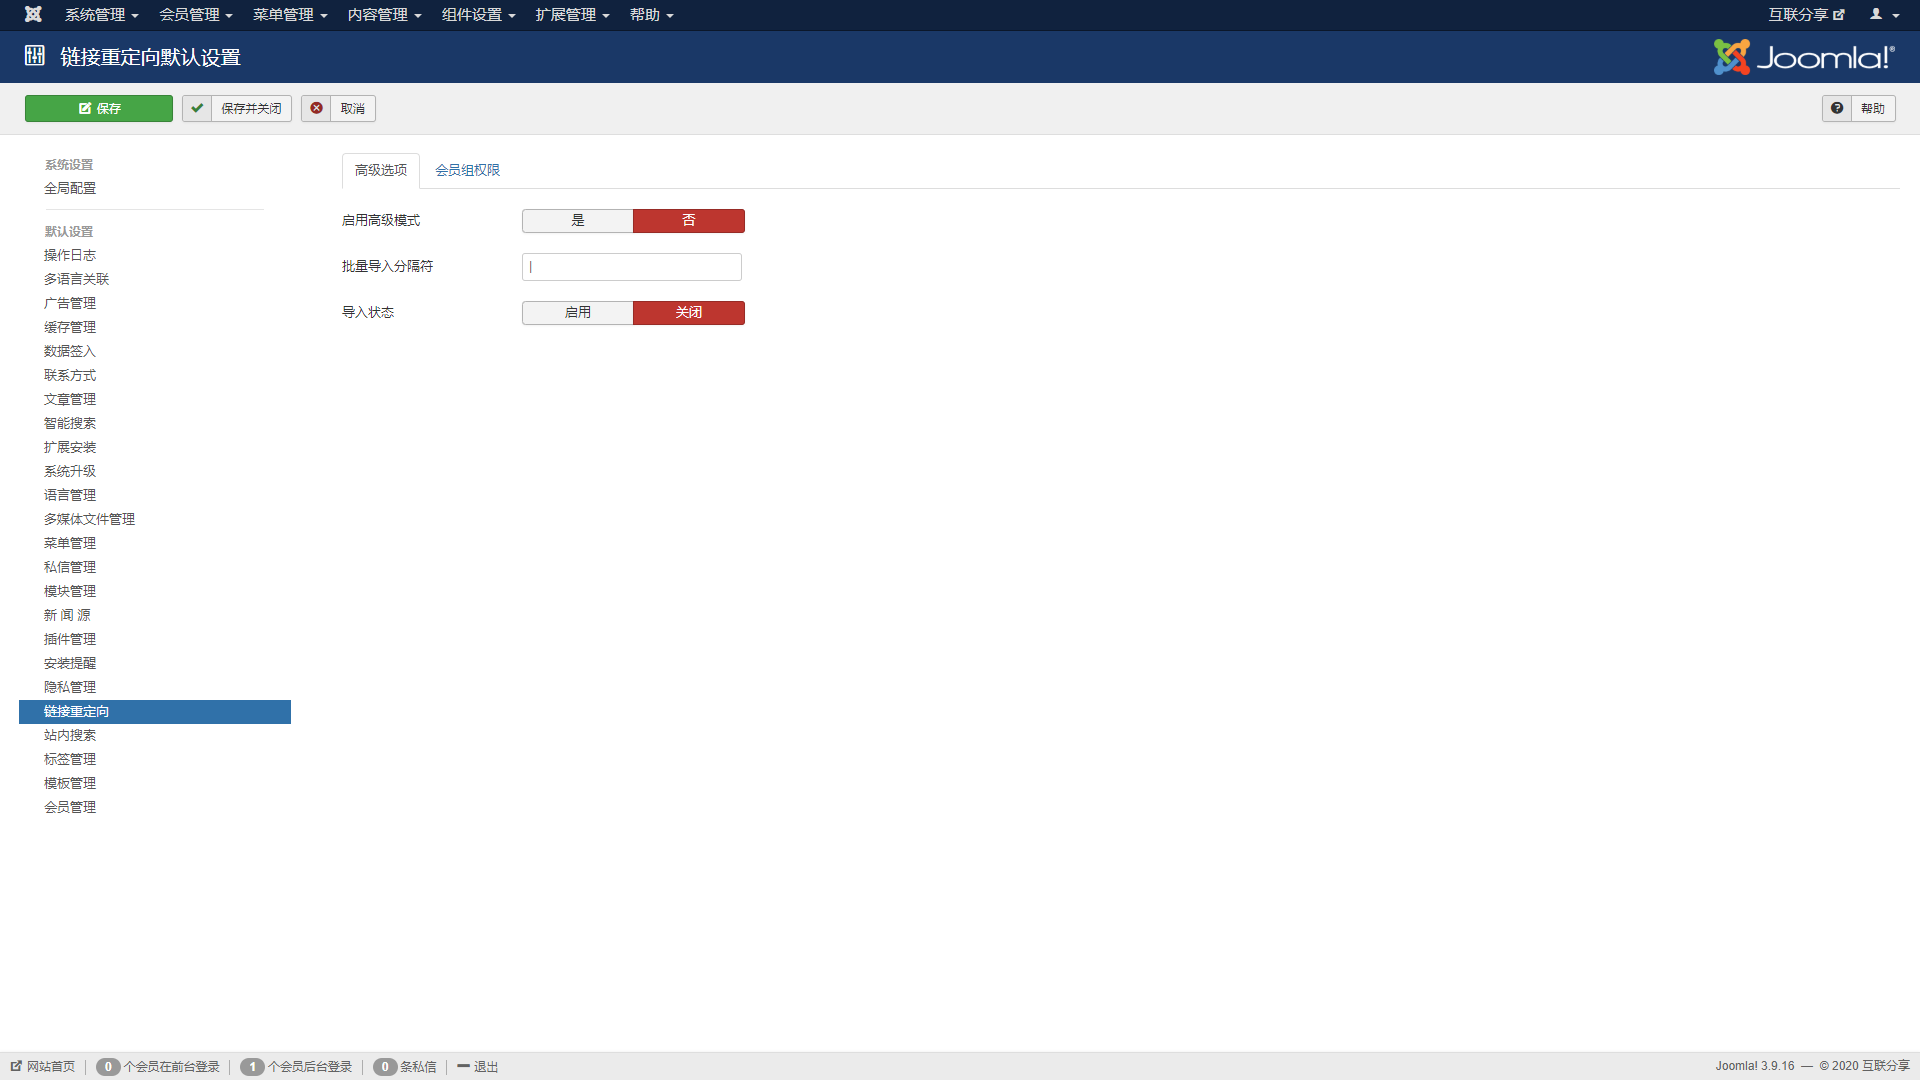 系统管理 会员管理 菜单管理 内容管理 组件设置 扩展管理 帮助 互联分享
链接重定向默认设置 Joomla!®
保存 保存并关闭 取消 帮助
系统设置
全局配置
默认设置
操作日志
多语言关联
广告管理
缓存管理
数据签入
联系方式
文章管理
智能搜索
扩展安装
系统升级
语言管理
多媒体文件管理
菜单管理
私信管理
模块管理
新 闻 源
插件管理
安装提醒
隐私管理
链接重定向
站内搜索
标签管理
模板管理
会员管理
高级选项 会员组权限
启用高级模式 是 否
批量导入分隔符 |
导入状态 启用 关闭
网站首页 0 个会员在前台登录 1 个会员后台登录 0 条私信 退出 Joomla! 3.9.16 — © 2020 互联分享